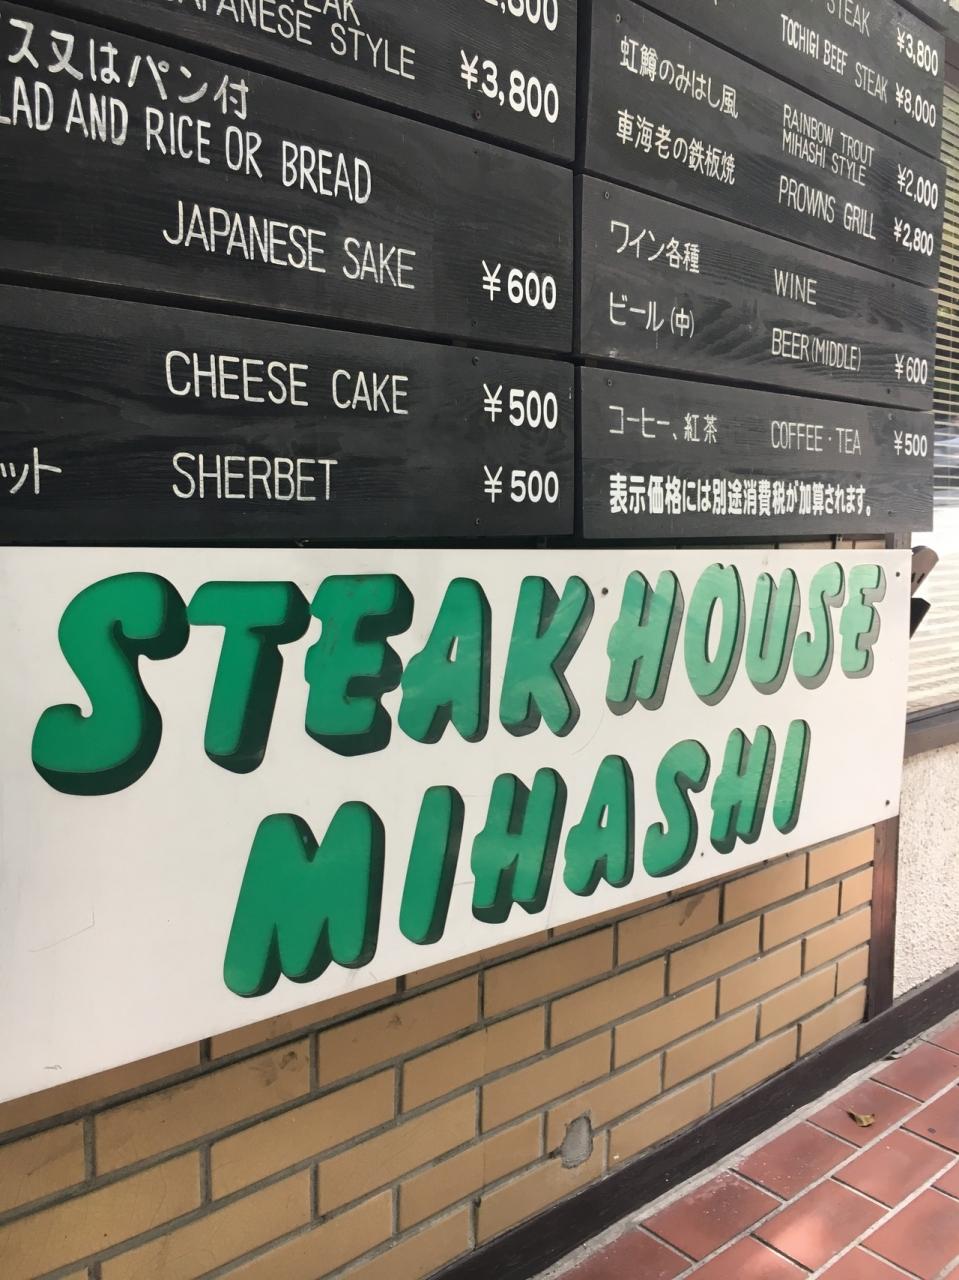 STEAK
JAPANESE STYLE ¥3,800
ス又はパン付
AND RICE OR BREAD
JAPANESE SAKE ¥600
CHEESE CAKE ¥500
ット SHERBET ¥500
STEAK ¥3,800
TOCHIGI BEEF STEAK ¥8,000
虹鱒のみはし風 RAINBOW TROUT MIHASHI STYLE ¥2,000
車海老の鉄板焼 PROWNS GRILL ¥2,800
ワイン各種 WINE
ビール(中) BEER(MIDDLE) ¥600
コーヒー、紅茶 COFFEE・TEA ¥500
表示価格には別途消費税が加算されます。
STEAK HOUSE
MIHASHI